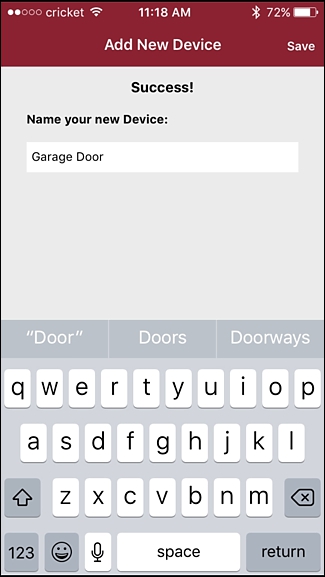 cricket 11:18 AM 72%
Add New Device Save
Success!
Name your new Device:
Garage Door
“Door” Doors Doorways
q w e r t y u i o p
a s d f g h j k l
z x c v b n m
123 space return